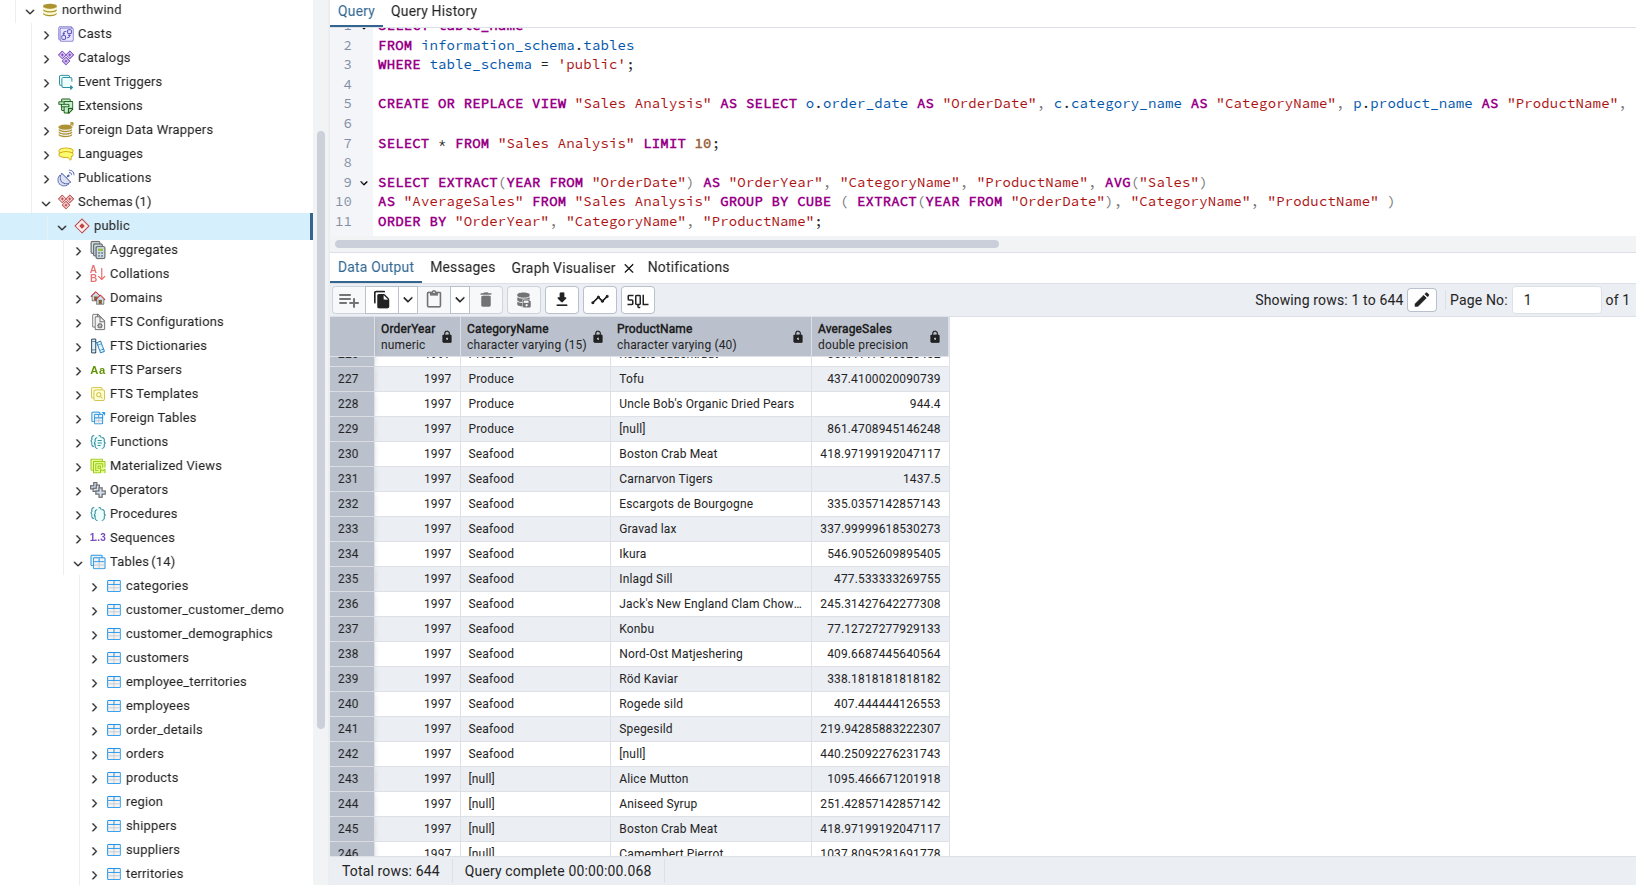 northwind
Casts
Catalogs
Event Triggers
Extensions
Foreign Data Wrappers
Languages
Publications
Schemas (1)
public
Aggregates
Collations
Domains
FTS Configurations
FTS Dictionaries
Aa FTS Parsers
FTS Templates
Foreign Tables
Functions
Materialized Views
Operators
Procedures
1.3 Sequences
Tables (14)
categories
customer_customer_demo
customer_demographics
customers
employee_territories
employees
order_details
orders
products
region
shippers
suppliers
territories
Query Query History
1 SELECT table_name
2 FROM information_schema.tables
3 WHERE table_schema = 'public';
4
5 CREATE OR REPLACE VIEW "Sales Analysis" AS SELECT o.order_date AS "OrderDate", c.category_name AS "CategoryName", p.product_name AS "ProductName",
6
7 SELECT * FROM "Sales Analysis" LIMIT 10;
8
9 SELECT EXTRACT(YEAR FROM "OrderDate") AS "OrderYear", "CategoryName", "ProductName", AVG("Sales")
10 AS "AverageSales" FROM "Sales Analysis" GROUP BY CUBE ( EXTRACT(YEAR FROM "OrderDate"), "CategoryName", "ProductName" )
11 ORDER BY "OrderYear", "CategoryName", "ProductName";
Data Output Messages Graph Visualiser Notifications
SQL Showing rows: 1 to 644 Page No: 1 of 1
OrderYear CategoryName ProductName AverageSales
numeric character varying (15) character varying (40) double precision
227 1997 Produce Tofu 437.4100020090739
228 1997 Produce Uncle Bob's Organic Dried Pears 944.4
229 1997 Produce [null] 861.4708945146248
230 1997 Seafood Boston Crab Meat 418.97199192047117
231 1997 Seafood Carnarvon Tigers 1437.5
232 1997 Seafood Escargots de Bourgogne 335.0357142857143
233 1997 Seafood Gravad lax 337.99999618530273
234 1997 Seafood Ikura 546.9052609895405
235 1997 Seafood Inlagd Sill 477.533333269755
236 1997 Seafood Jack's New England Clam Chow... 245.31427642277308
237 1997 Seafood Konbu 77.12727277929133
238 1997 Seafood Nord-Ost Matjeshering 409.6687445640564
239 1997 Seafood Röd Kaviar 338.1818181818182
240 1997 Seafood Rogede sild 407.444444126553
241 1997 Seafood Spegesild 219.94285883222307
242 1997 Seafood [null] 440.25092276231743
243 1997 [null] Alice Mutton 1095.466671201918
244 1997 [null] Aniseed Syrup 251.42857142857142
245 1997 [null] Boston Crab Meat 418.97199192047117
246 1997 [null] Camembert Pierrot 1037.8095281691778
Total rows: 644 Query complete 00:00:00.068